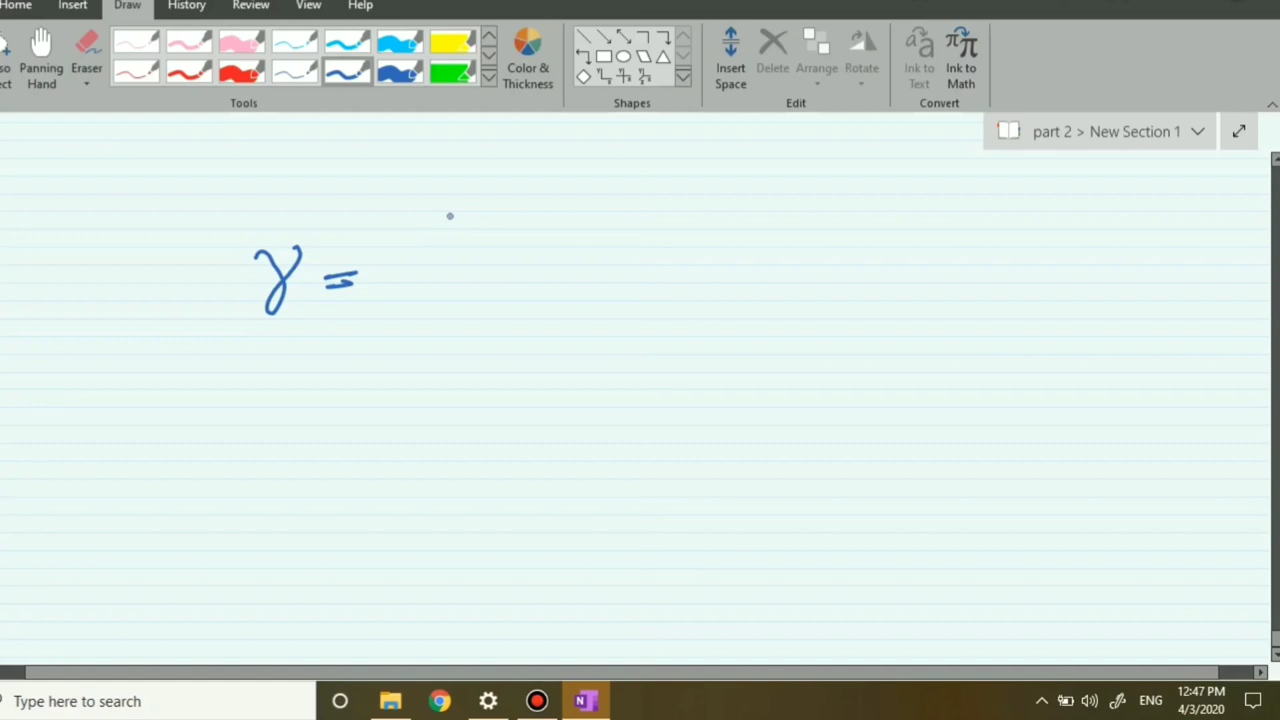 Home Insert Draw History Review View Help
Panning Hand
Eraser
Color & Thickness
Insert Space
Delete
Arrange
Rotate
Ink to Text
Ink to Math
Tools Shapes Edit Convert
part 2 > New Section 1
γ =
Type here to search
ENG
12:47 PM
4/3/2020